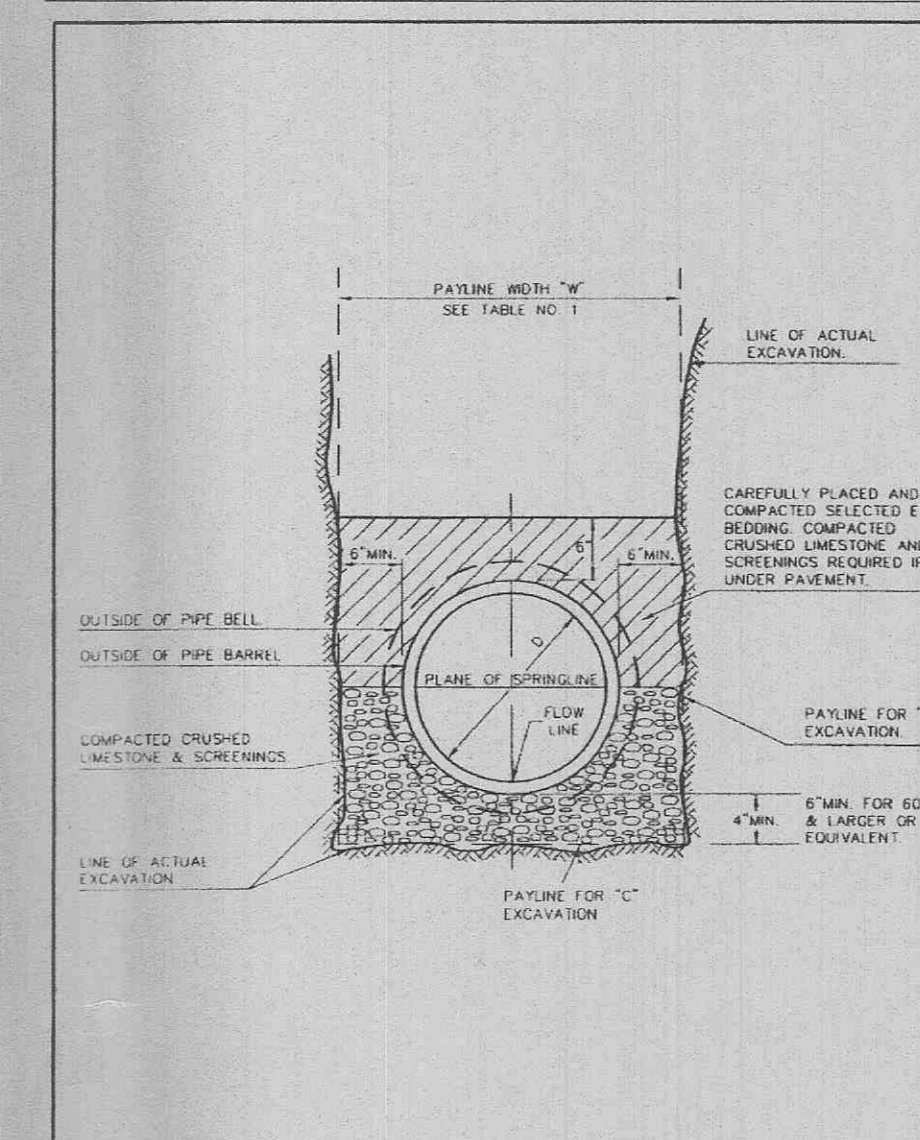 PAYLINE WIDTH "W"
SEE TABLE NO. 1
LINE OF ACTUAL
EXCAVATION.
CAREFULLY PLACED AND
COMPACTED SELECTED E
BEDDING. COMPACTED
CRUSHED LIMESTONE AND
SCREENINGS REQUIRED IF
UNDER PAVEMENT.
6"MIN.
6"
6"MIN.
OUTSIDE OF PIPE BELL
OUTSIDE OF PIPE BARREL
D
PLANE OF SPRINGLINE
FLOW
LINE
PAYLINE FOR "
EXCAVATION.
COMPACTED CRUSHED
LIMESTONE & SCREENINGS
4"MIN.
6"MIN. FOR 60
& LARGER OR
EQUIVALENT.
LINE OF ACTUAL
EXCAVATION
PAYLINE FOR "C"
EXCAVATION